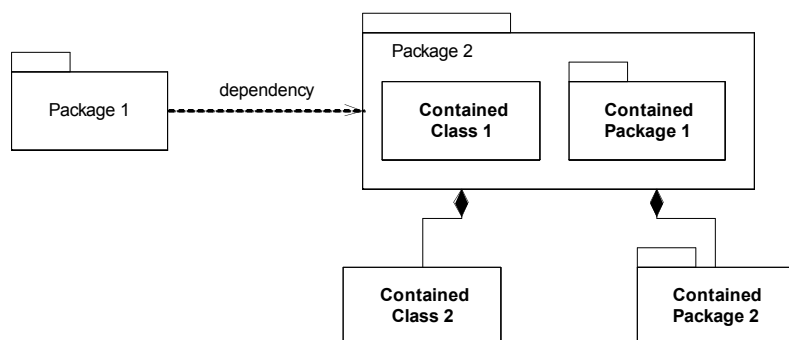 Package 2
Package 1
dependency
Contained
Class 1
Contained
Package 1
Contained
Class 2
Contained
Package 2